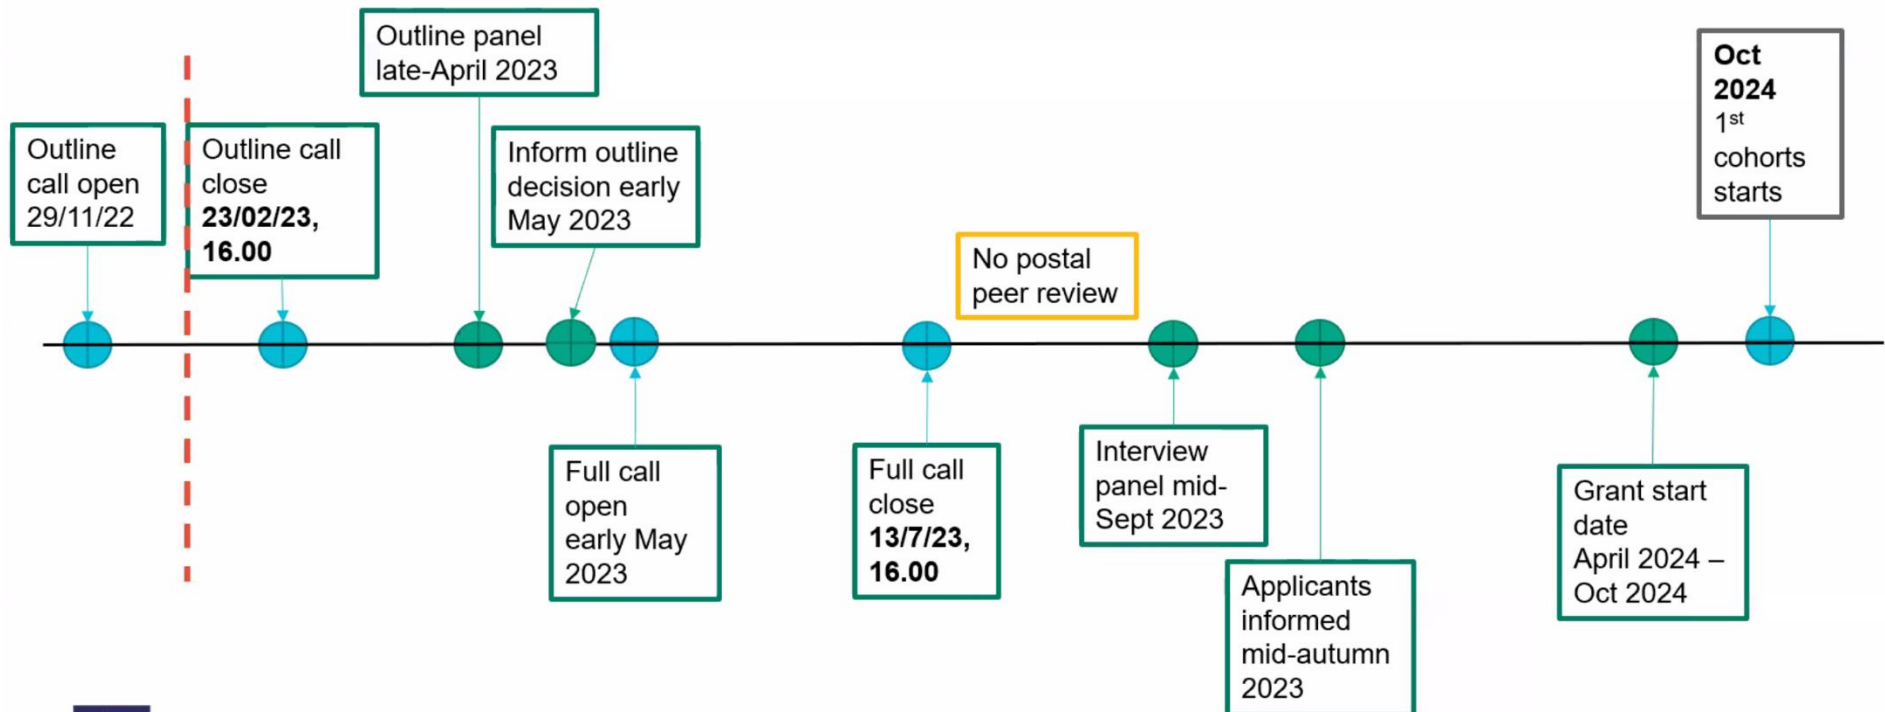 Outline
call open
29/11/22
Outline call
close
23/02/23,
16.00
Outline panel
late-April 2023
Inform outline
decision early
May 2023
Full call
open
early May
2023
Full call
close
13/7/23,
16.00
No postal
peer review
Interview
panel mid-
Sept 2023
Applicants
informed
mid-autumn
2023
Grant start
date
April 2024 –
Oct 2024
Oct
2024
1st
cohorts
starts